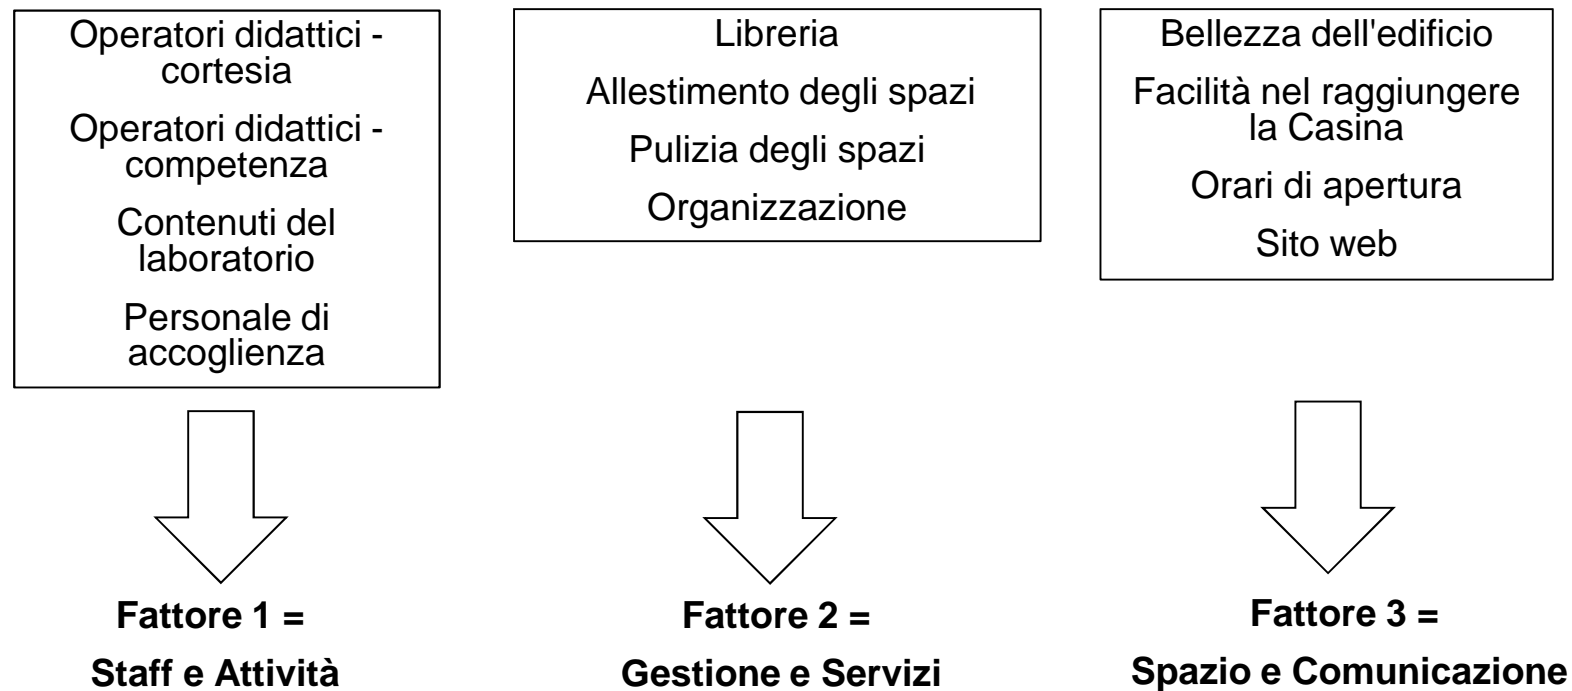 Operatori didattici -
cortesia
Operatori didattici -
competenza
Contenuti del
laboratorio
Personale di
accoglienza
Fattore 1 =
Staff e Attività
Libreria
Allestimento degli spazi
Pulizia degli spazi
Organizzazione
Fattore 2 =
Gestione e Servizi
Bellezza dell'edificio
Facilità nel raggiungere
la Casina
Orari di apertura
Sito web
Fattore 3 =
Spazio e Comunicazione